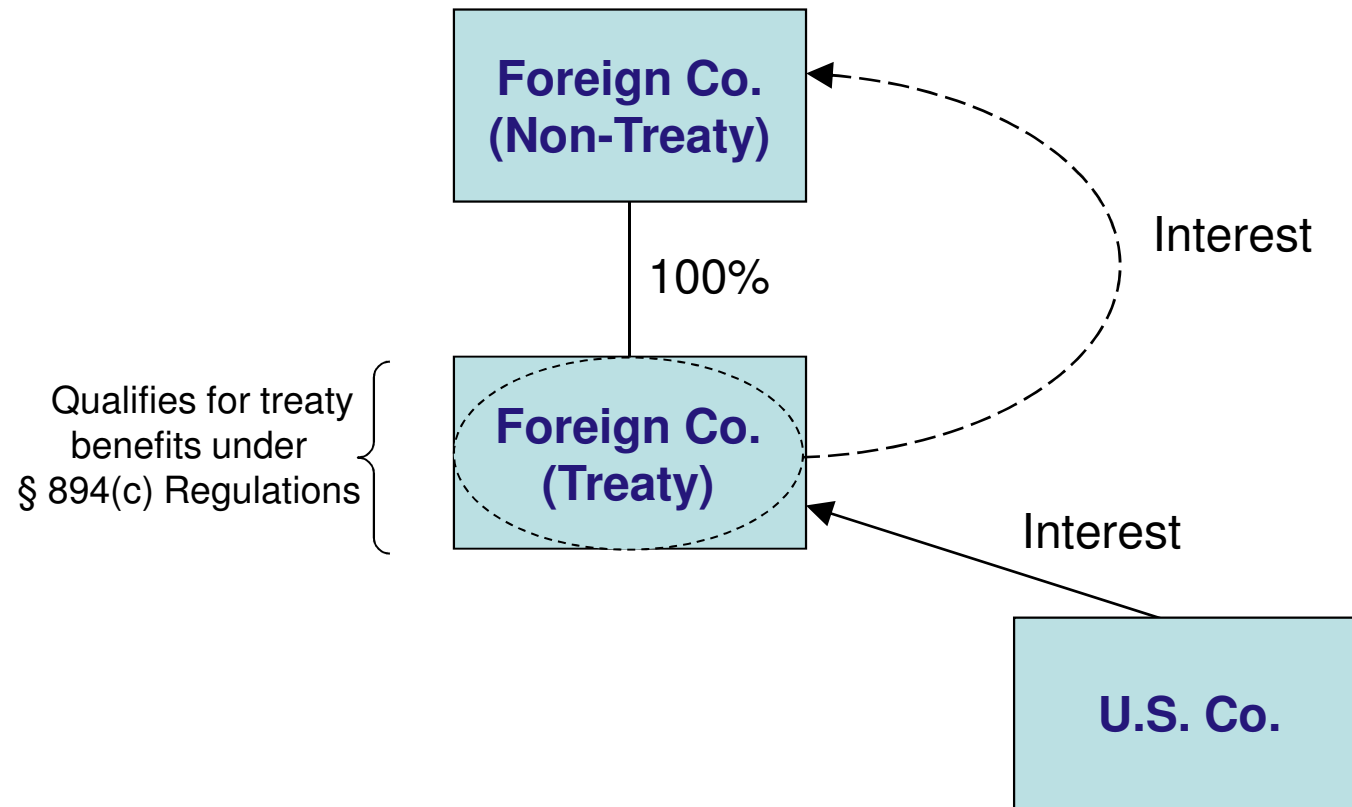 Foreign Co.
(Non-Treaty)
Interest
100%
Qualifies for treaty
benefits under
§ 894(c) Regulations
Foreign Co.
(Treaty)
Interest
U.S. Co.